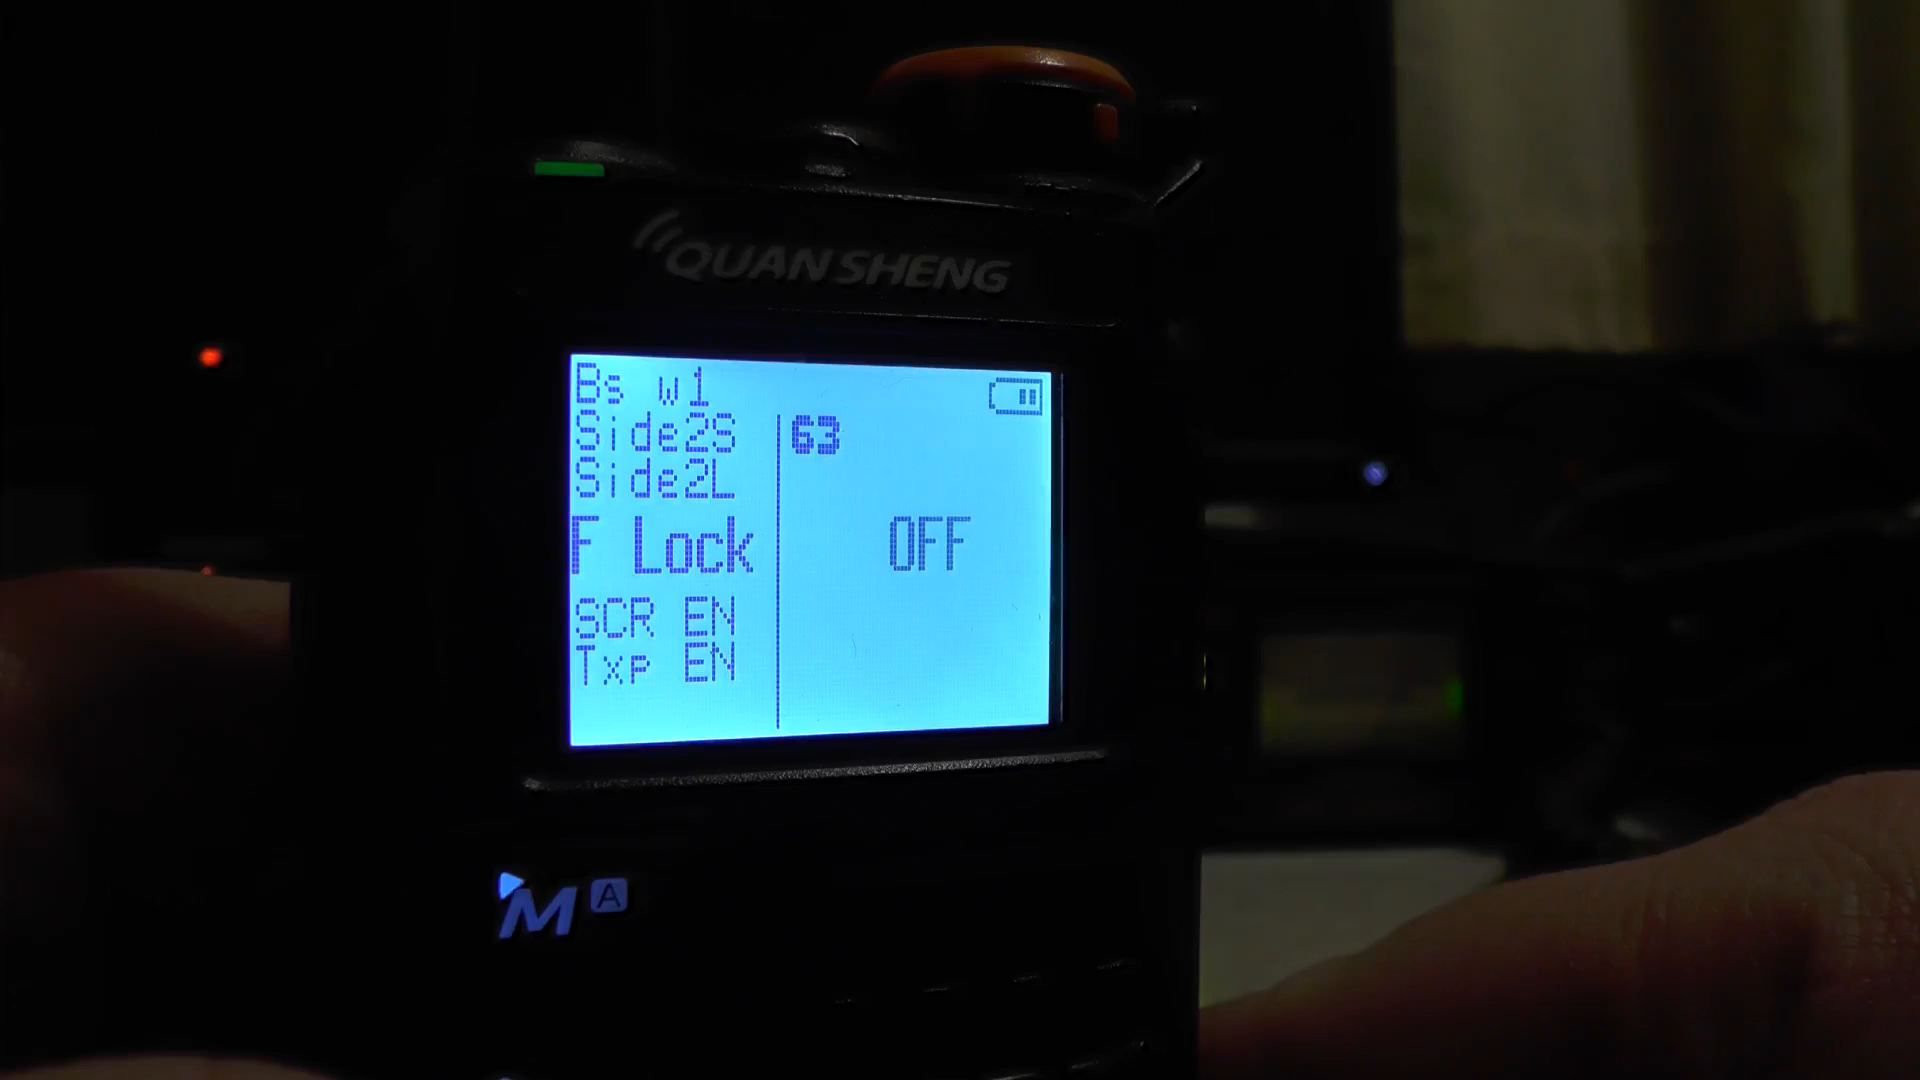 QUANSHENG
Bs w1
Side2S
63
Side2L
F Lock
OFF
SCR EN
Txp EN
M A